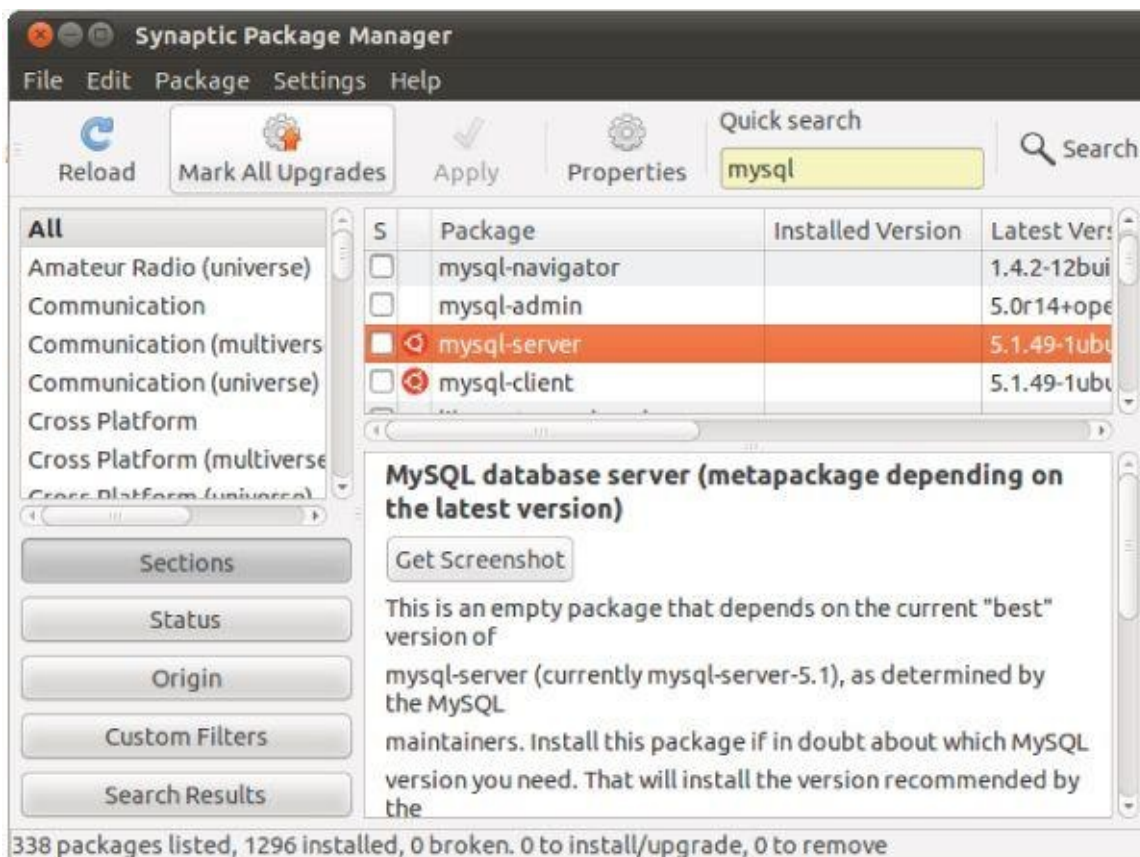 Synaptic Package Manager
File Edit Package Settings Help
Reload
Mark All Upgrades
Apply
Properties
Quick search
mysql
Search
All
Amateur Radio (universe)
Communication
Communication (multivers
Communication (universe)
Cross Platform
Cross Platform (multiverse
Cross Platform (universe)
S Package Installed Version Latest Vers
mysql-navigator 1.4.2-12bui
mysql-admin 5.0r14+ope
mysql-server 5.1.49-1ubu
mysql-client 5.1.49-1ubu
Sections
Status
Origin
Custom Filters
Search Results
MySQL database server (metapackage depending on
the latest version)
Get Screenshot
This is an empty package that depends on the current "best"
version of
mysql-server (currently mysql-server-5.1), as determined by
the MySQL
maintainers. Install this package if in doubt about which MySQL
version you need. That will install the version recommended by
the
338 packages listed, 1296 installed, 0 broken. 0 to install/upgrade, 0 to remove